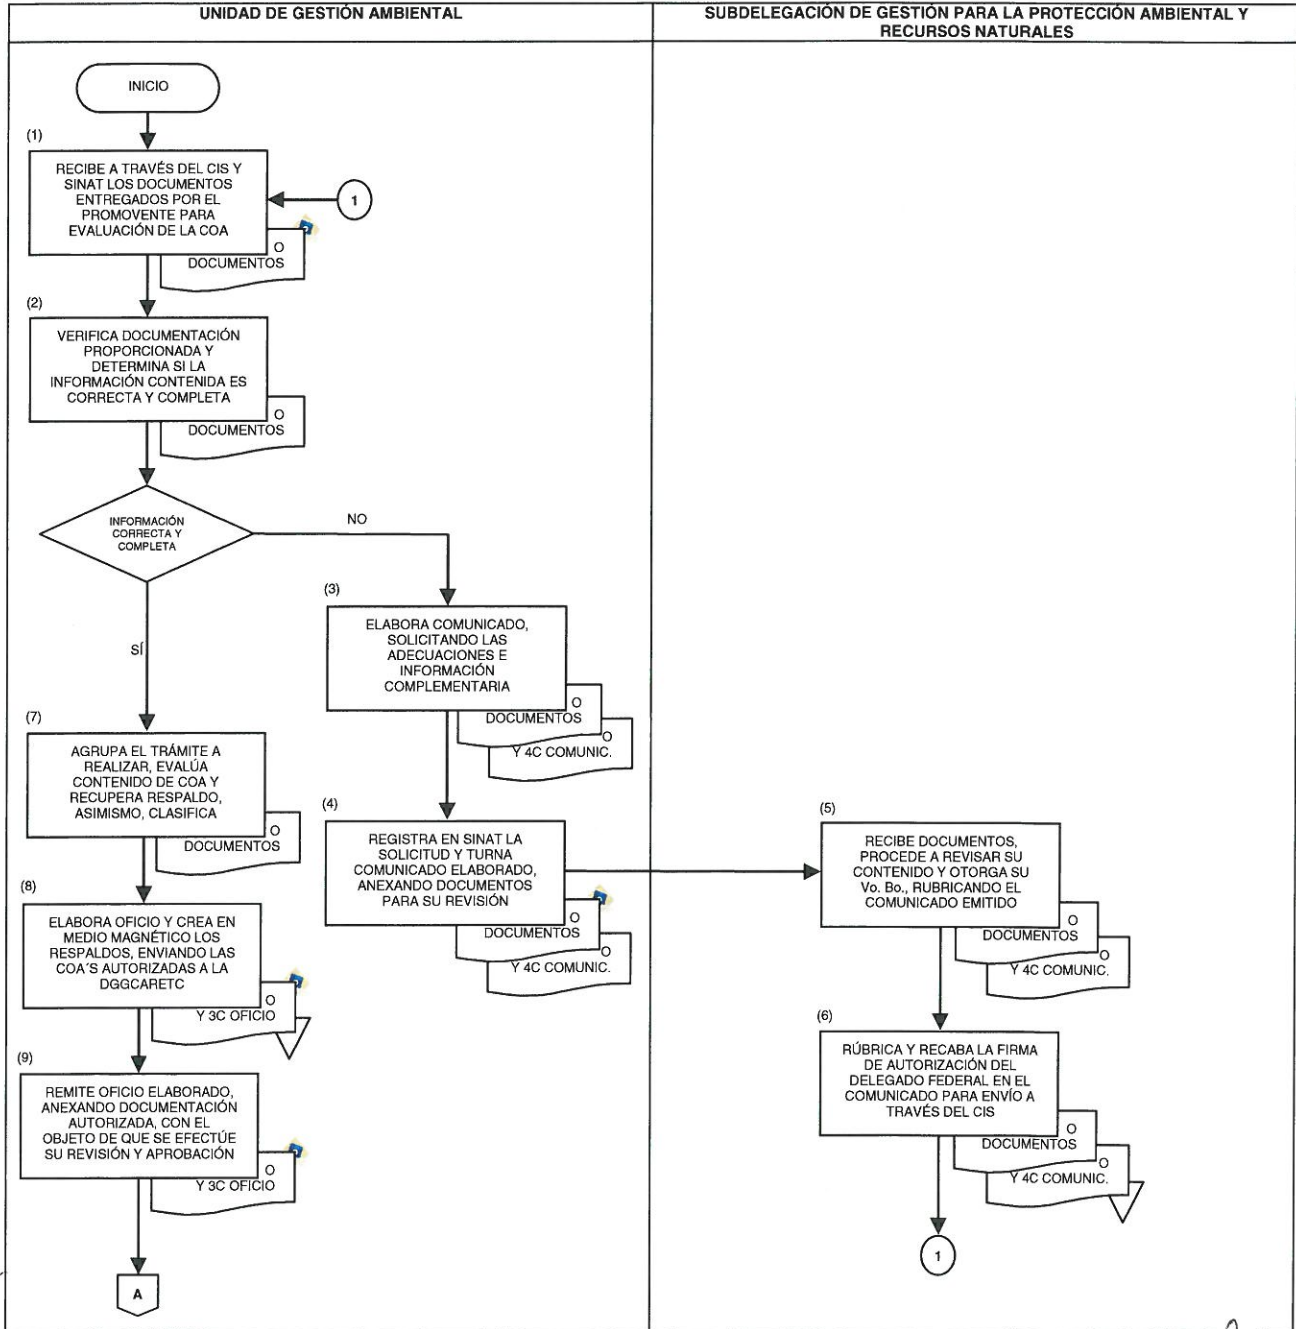 UNIDAD DE GESTIÓN AMBIENTAL
SUBDELEGACIÓN DE GESTIÓN PARA LA PROTECCIÓN AMBIENTAL Y
RECURSOS NATURALES
INICIO
(1)
RECIBE A TRAVÉS DEL CIS Y
SINAT LOS DOCUMENTOS
ENTREGADOS POR EL
PROMOVENTE PARA
EVALUACIÓN DE LA COA
1
O
DOCUMENTOS
(2)
VERIFICA DOCUMENTACIÓN
PROPORCIONADA Y
DETERMINA SI LA
INFORMACIÓN CONTENIDA ES
CORRECTA Y COMPLETA
O
DOCUMENTOS
INFORMACIÓN
CORRECTA Y
COMPLETA
NO
SÍ
(3)
ELABORA COMUNICADO,
SOLICITANDO LAS
ADECUACIONES E
INFORMACIÓN
COMPLEMENTARIA
O
DOCUMENTOS
O
Y 4C COMUNIC.
(4)
REGISTRA EN SINAT LA
SOLICITUD Y TURNA
COMUNICADO ELABORADO,
ANEXANDO DOCUMENTOS
PARA SU REVISIÓN
O
DOCUMENTOS
O
Y 4C COMUNIC.
(5)
RECIBE DOCUMENTOS,
PROCEDE A REVISAR SU
CONTENIDO Y OTORGA SU
Vo. Bo., RUBRICANDO EL
COMUNICADO EMITIDO
O
DOCUMENTOS
O
Y 4C COMUNIC.
(6)
RÚBRICA Y RECABA LA FIRMA
DE AUTORIZACIÓN DEL
DELEGADO FEDERAL EN EL
COMUNICADO PARA ENVÍO A
TRAVÉS DEL CIS
O
DOCUMENTOS
O
Y 4C COMUNIC.
1
(7)
AGRUPA EL TRÁMITE A
REALIZAR, EVALÚA
CONTENIDO DE COA Y
RECUPERA RESPALDO,
ASIMISMO, CLASIFICA
O
DOCUMENTOS
(8)
ELABORA OFICIO Y CREA EN
MEDIO MAGNÉTICO LOS
RESPALDOS, ENVIANDO LAS
COA´S AUTORIZADAS A LA
DGGCARETC
O
Y 3C OFICIO
(9)
REMITE OFICIO ELABORADO,
ANEXANDO DOCUMENTACIÓN
AUTORIZADA, CON EL
OBJETO DE QUE SE EFECTÚE
SU REVISIÓN Y APROBACIÓN
O
Y 3C OFICIO
A